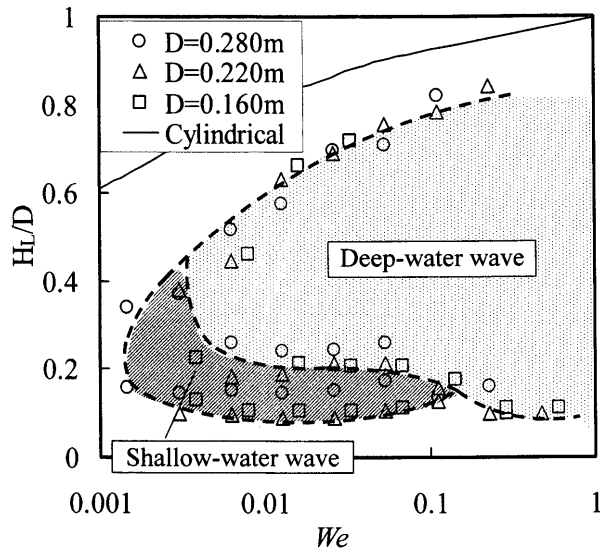 D=0.280m
D=0.220m
D=0.160m
Cylindrical
1
0.8
0.6
0.4
0.2
0
H_L/D
Deep-water wave
Shallow-water wave
0.001
0.01
0.1
1
We